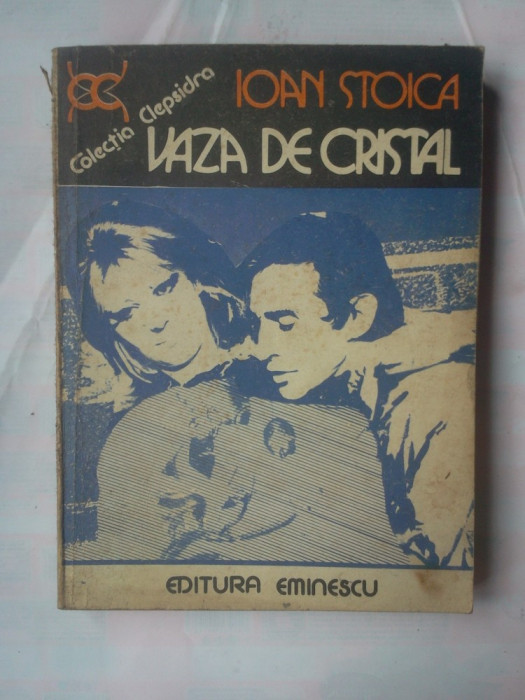 Colecția Clepsidra
IOAN STOICA
VAZA DE CRISTAL
EDITURA EMINESCU